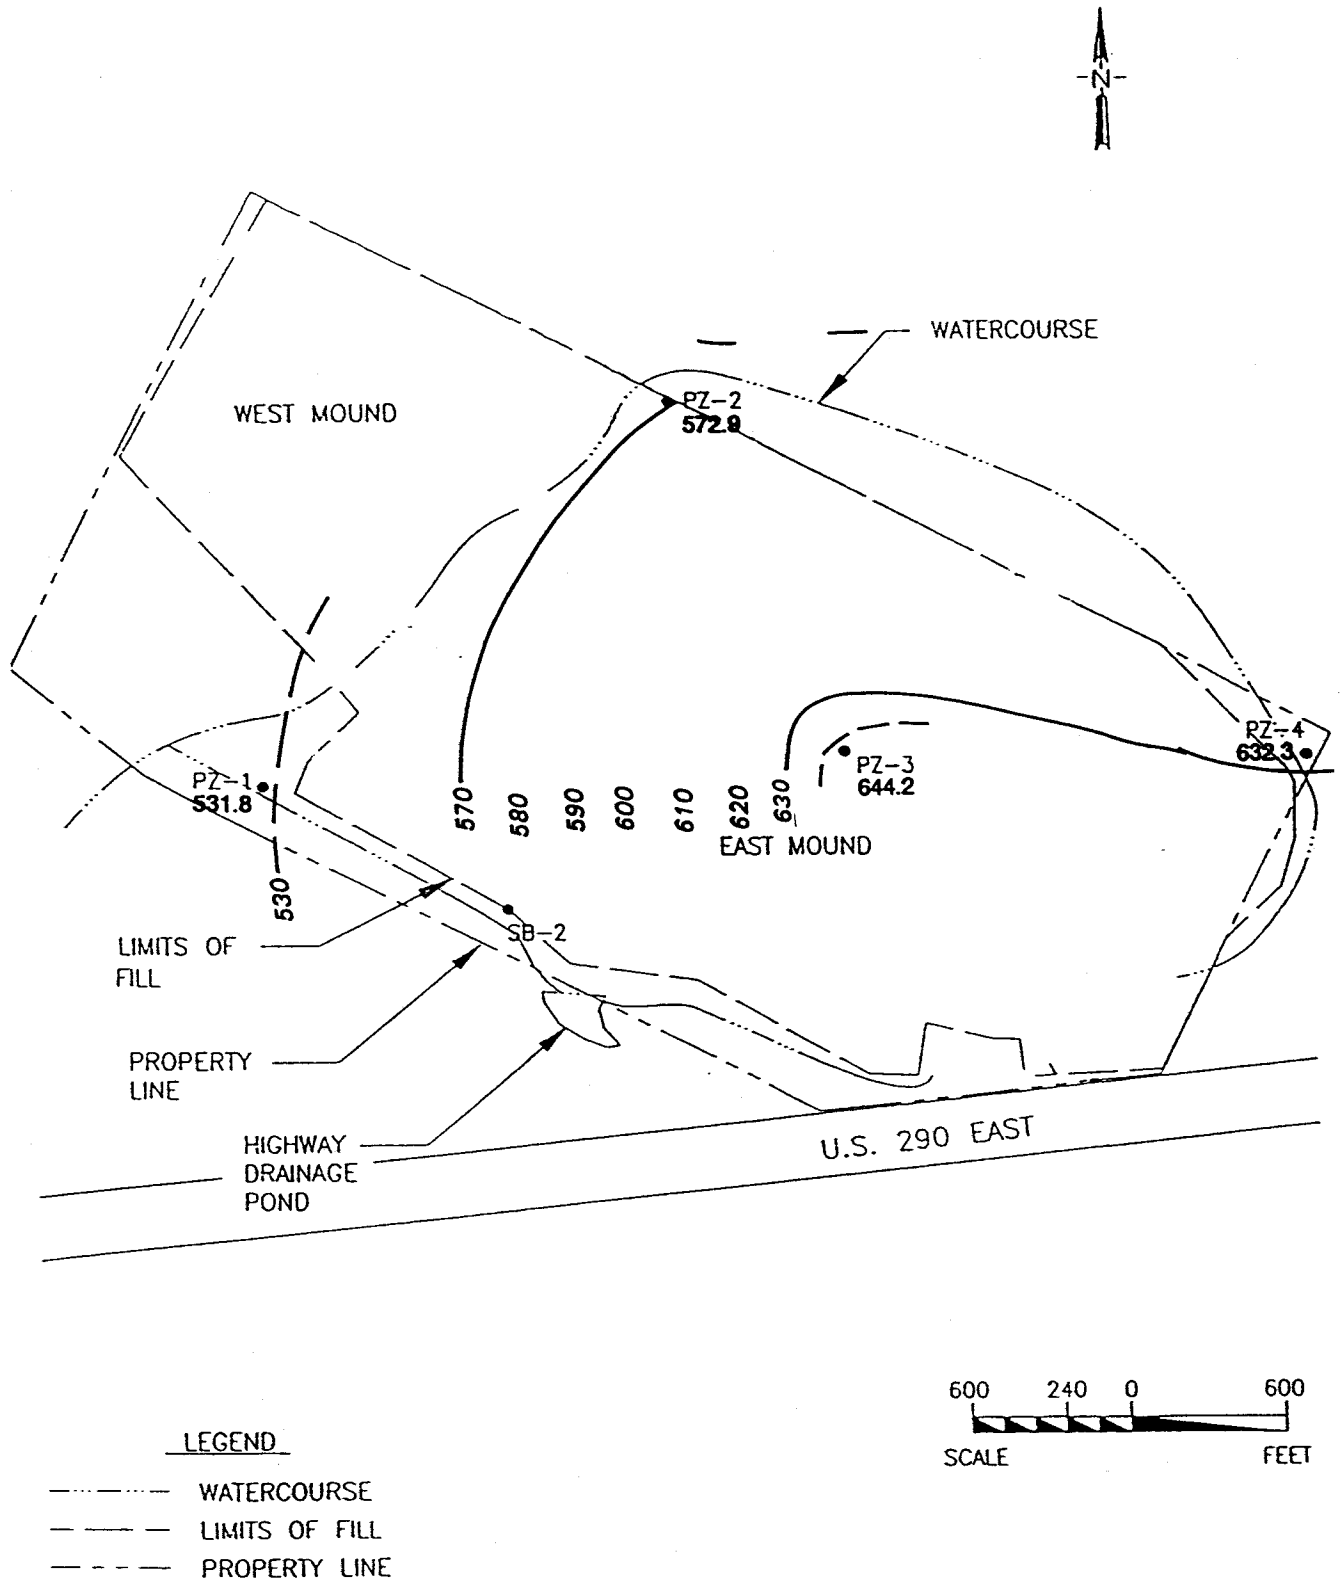 N
WATERCOURSE
PZ-2
572.9
WEST MOUND
PZ-4
632.3
PZ-3
644.2
PZ-1
531.8
570
580
590
600
610
620
630
EAST MOUND
530
SB-2
LIMITS OF
FILL
PROPERTY
LINE
HIGHWAY
DRAINAGE
POND
U.S. 290 EAST
600 240 0 600
SCALE FEET
LEGEND
WATERCOURSE
LIMITS OF FILL
PROPERTY LINE